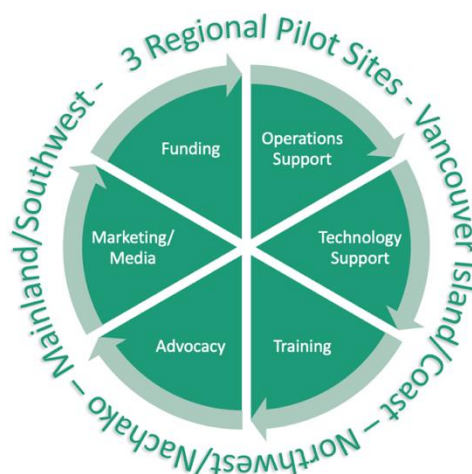 3 Regional Pilot Sites - Vancouver Island/Coast – Northwest/Nachako – Mainland/Southwest -
Funding
Operations
Support
Technology
Support
Training
Advocacy
Marketing/
Media